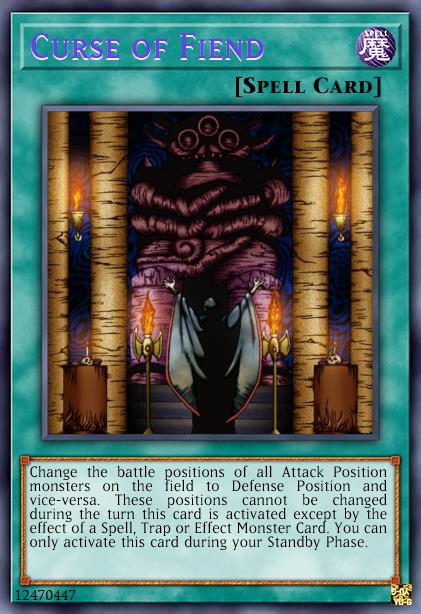 CURSE OF FIEND
SPELL
魔
[SPELL CARD]
Change the battle positions of all Attack Position
monsters on the field to Defense Position and
vice-versa. These positions cannot be changed
during the turn this card is activated except by the
effect of a Spell, Trap or Effect Monster Card. You can
only activate this card during your Standby Phase.
12470447